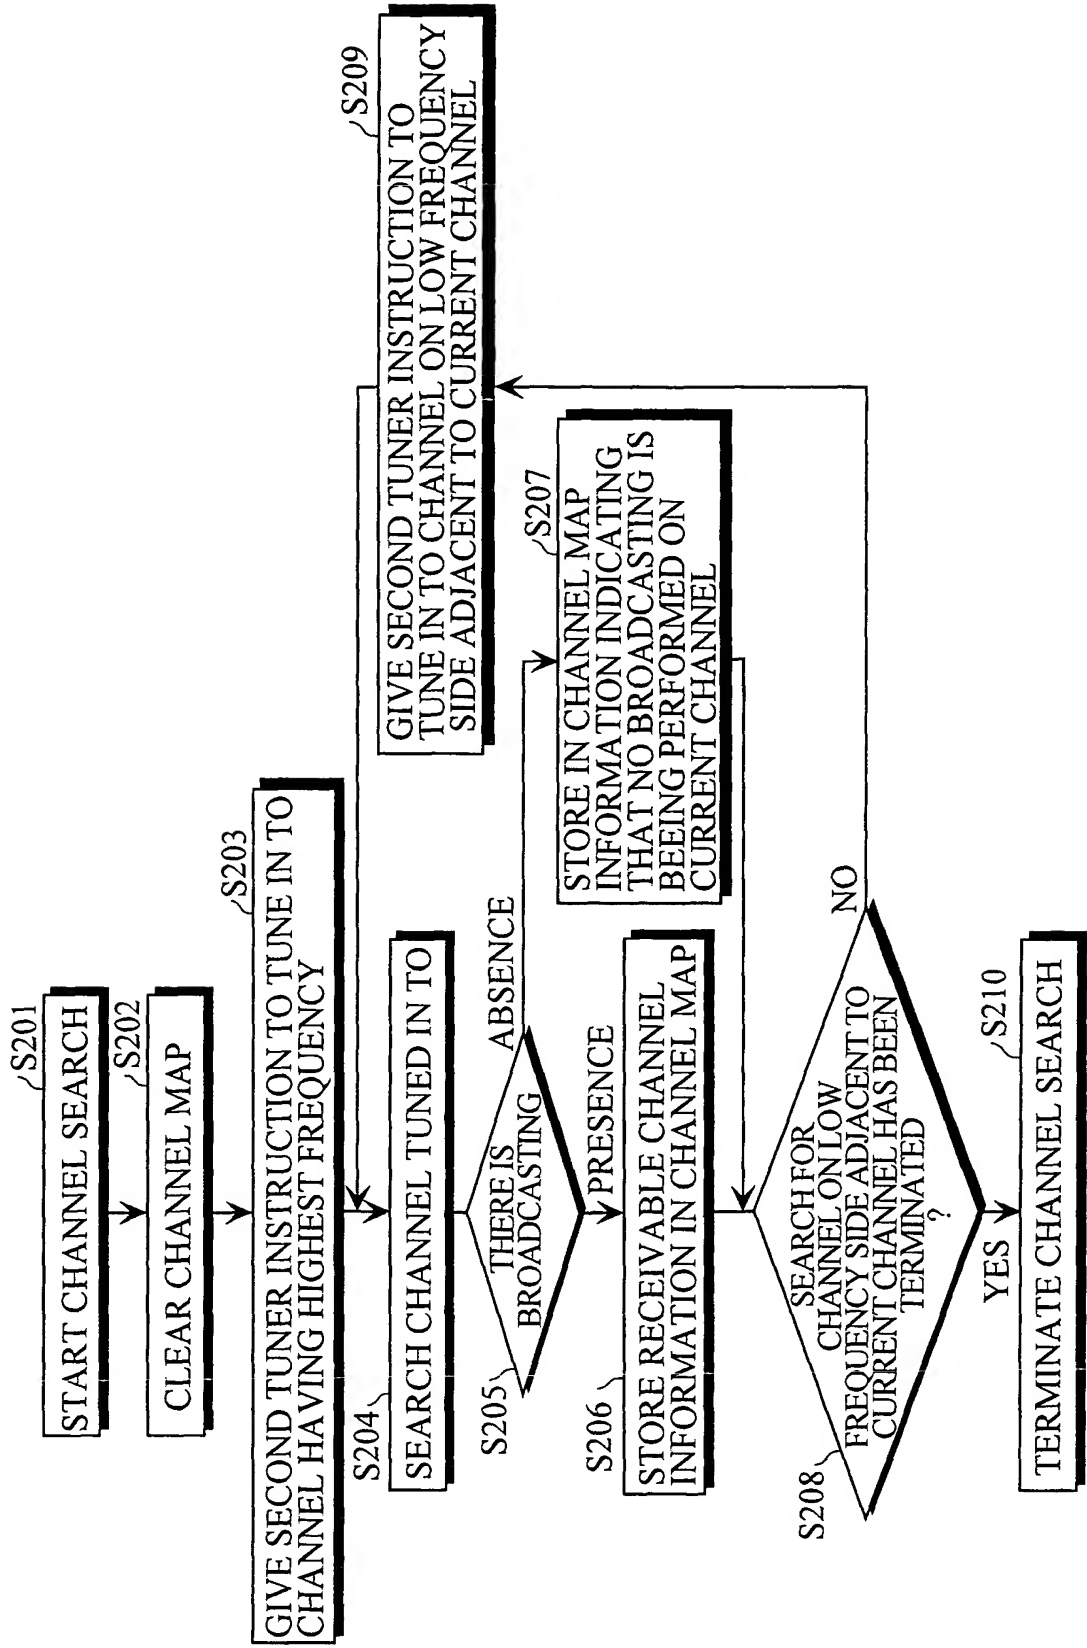 S201
START CHANNEL SEARCH
S202
CLEAR CHANNEL MAP
S203
GIVE SECOND TUNER INSTRUCTION TO TUNE IN TO
CHANNEL HAVING HIGHEST FREQUENCY
S204
SEARCH CHANNEL TUNED IN TO
S205
THERE IS
BROADCASTING
ABSENCE
PRESENCE
S206
STORE RECEIVABLE CHANNEL
INFORMATION IN CHANNEL MAP
S207
STORE IN CHANNEL MAP
INFORMATION INDICATING
THAT NO BROADCASTING IS
BEEING PERFORMED ON
CURRENT CHANNEL
S208
SEARCH FOR
CHANNEL ON LOW
FREQUENCY SIDE ADJACENT TO
CURRENT CHANNEL HAS BEEN
TERMINATED
?
NO
YES
S209
GIVE SECOND TUNER INSTRUCTION TO
TUNE IN TO CHANNEL ON LOW FREQUENCY
SIDE ADJACENT TO CURRENT CHANNEL
S210
TERMINATE CHANNEL SEARCH